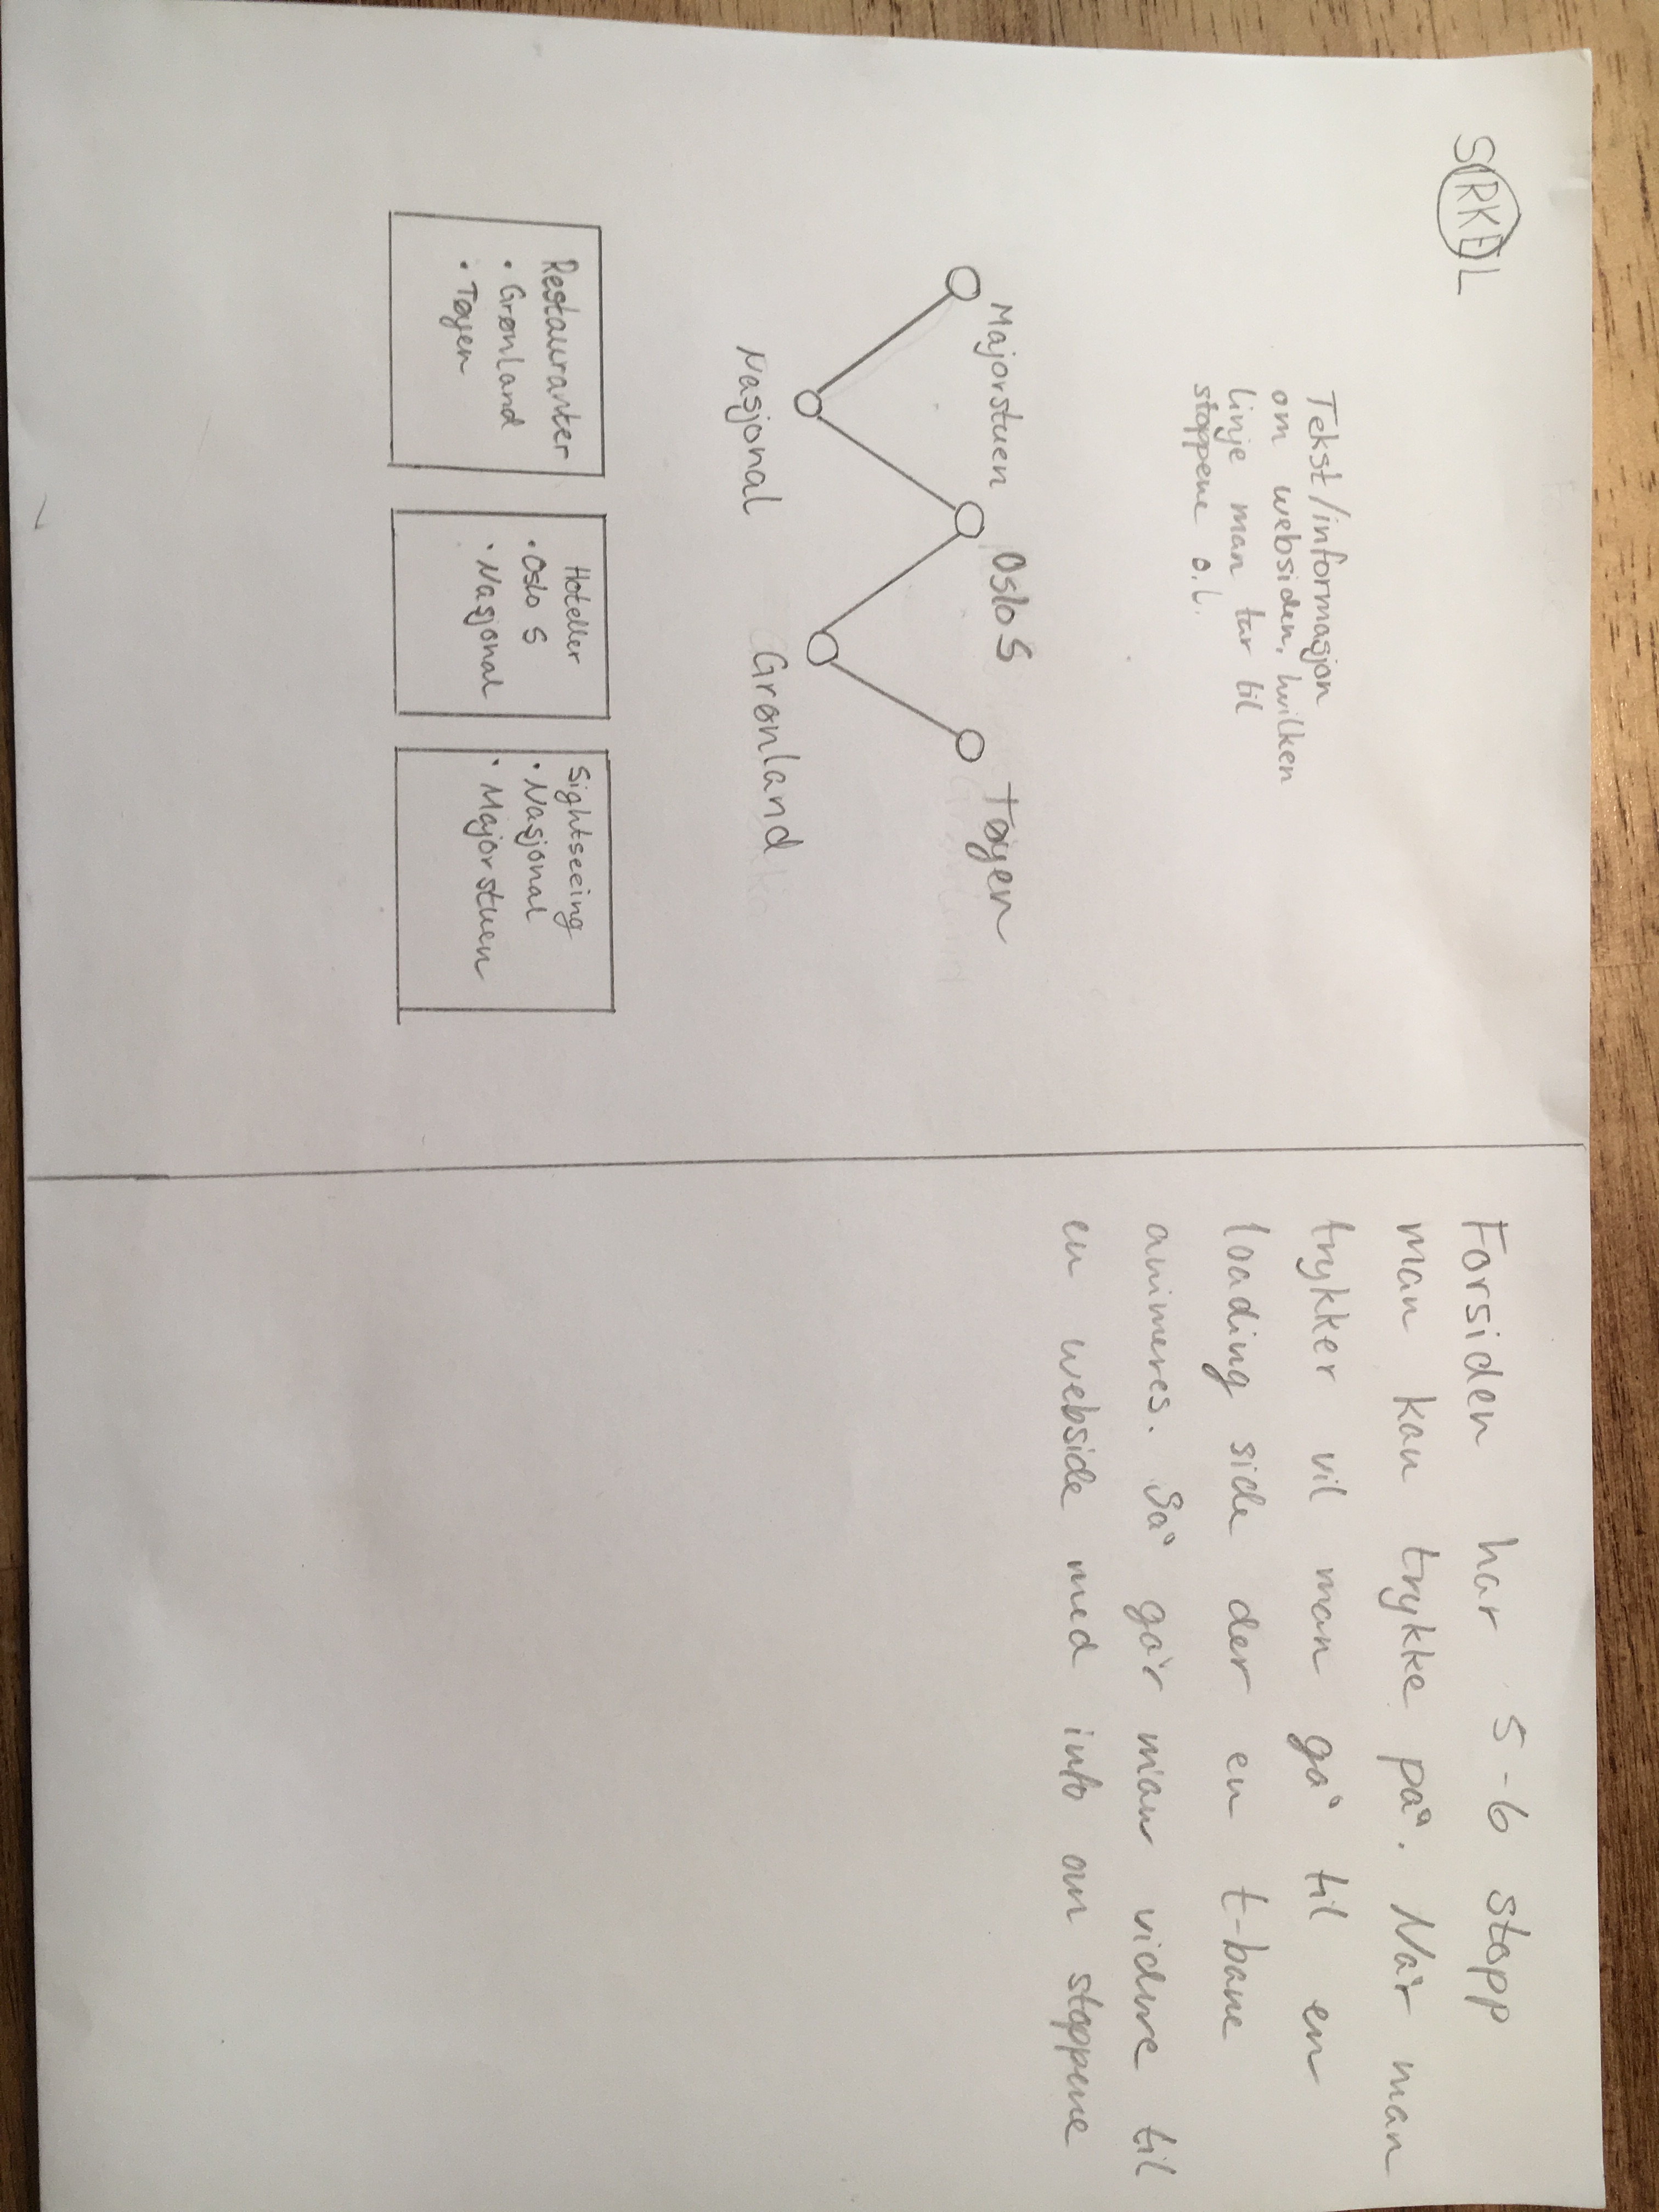 SIRKEL
Tekst/informasjon
om websiden, hvilken
linje man tar til
stoppene o.l.
Majorstuen
Oslo S
Tøyen
Nasjonal
Grønland
Restauranter
• Grønland
• Tøyen
Hoteller
• Oslo S
• Nasjonal
Sightseeing
• Nasjonal
• Majorstuen
Forsiden har 5-6 stopp
man kan trykke på. Når man
trykker vil man gå til en
loading side der en t-bane
animeres. Så går man vidre til
en webside med info om stoppene